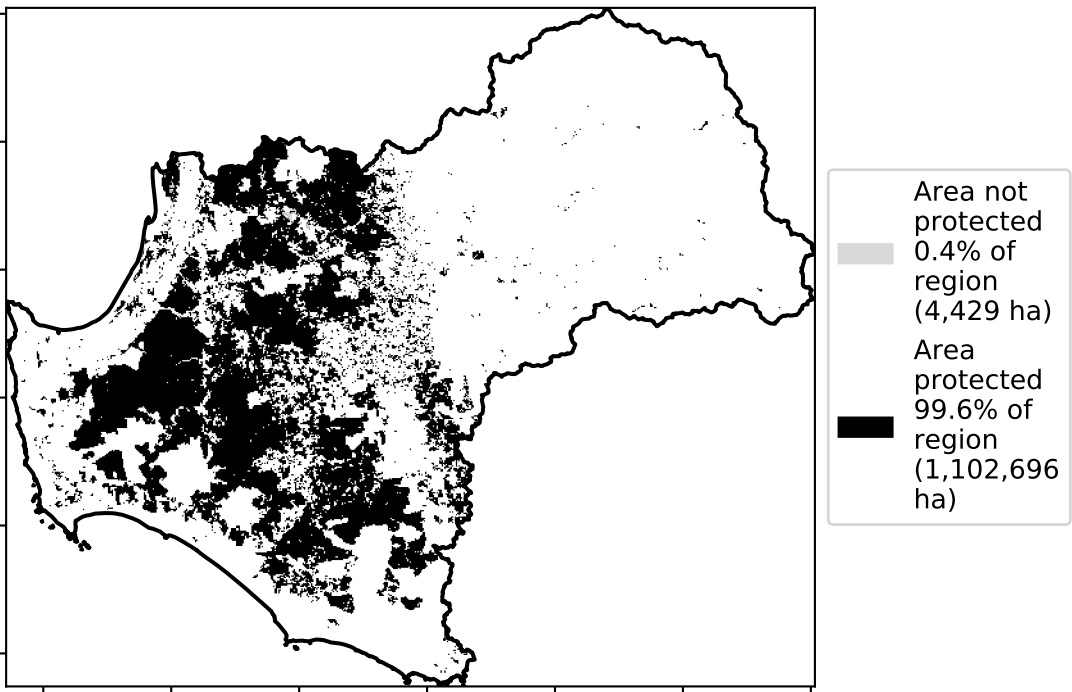 Area not
protected
0.4% of
region
(4,429 ha)
Area
protected
99.6% of
region
(1,102,696
ha)